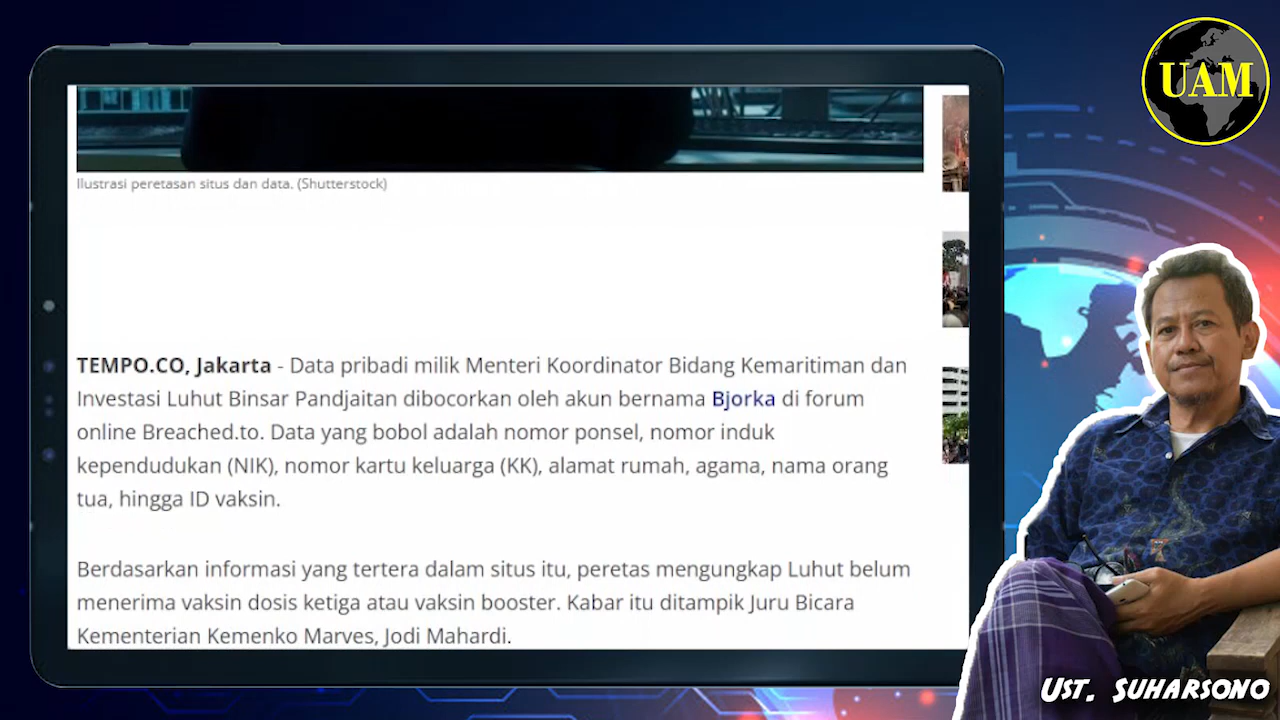 UAM
Ilustrasi peretasan situs dan data. (Shutterstock)
TEMPO.CO, Jakarta - Data pribadi milik Menteri Koordinator Bidang Kemaritiman dan
Investasi Luhut Binsar Pandjaitan dibocorkan oleh akun bernama Bjorka di forum
online Breached.to. Data yang bobol adalah nomor ponsel, nomor induk
kependudukan (NIK), nomor kartu keluarga (KK), alamat rumah, agama, nama orang
tua, hingga ID vaksin.
Berdasarkan informasi yang tertera dalam situs itu, peretas mengungkap Luhut belum
menerima vaksin dosis ketiga atau vaksin booster. Kabar itu ditampik Juru Bicara
Kementerian Kemenko Marves, Jodi Mahardi.
UST. SUHARSONO